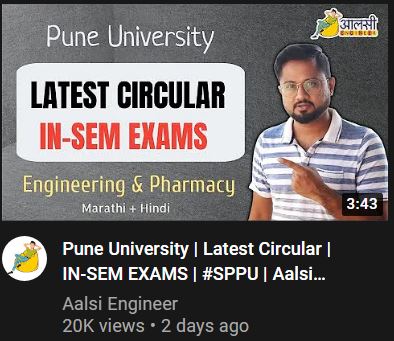 Pune University
आलसी
ENGINEER
LATEST CIRCULAR
IN-SEM EXAMS
Engineering & Pharmacy
Marathi + Hindi
3:43
Pune University | Latest Circular |
IN-SEM EXAMS | #SPPU | Aalsi...
Aalsi Engineer
20K views • 2 days ago